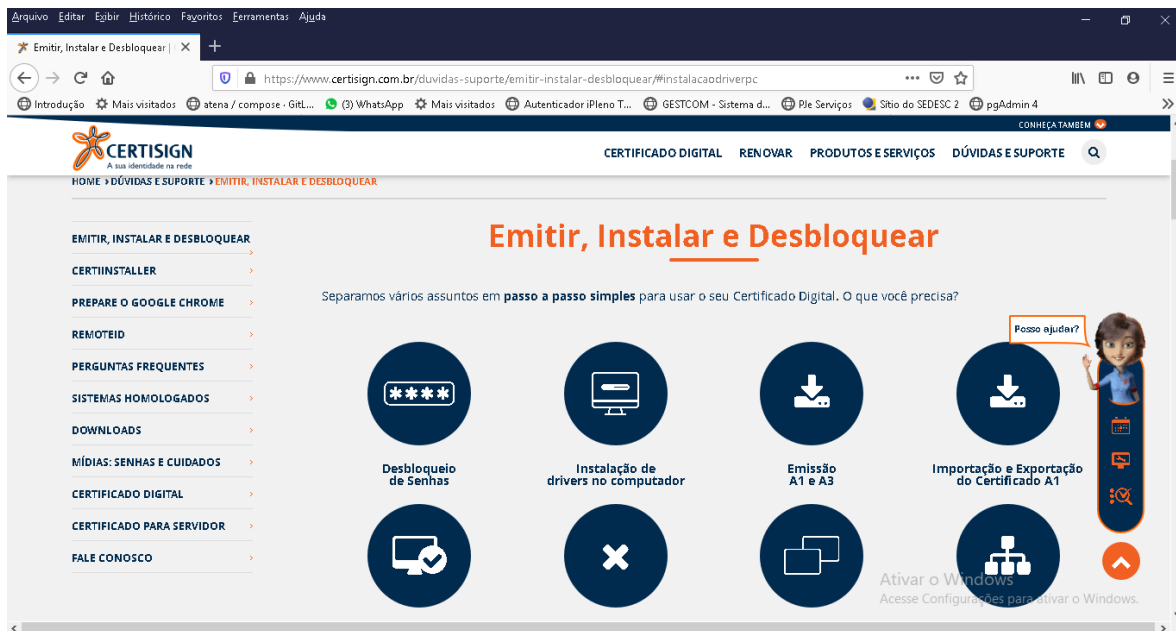 Arquivo Editar Exibir Histórico Favoritos Ferramentas Ajuda
Emitir, Instalar e Desbloquear |
https://www.certisign.com.br/duvidas-suporte/emitir-instalar-desbloquear/#instalacaodriverpc
Introdução Mais visitados atena / compose · GitL... (3) WhatsApp Mais visitados Autenticador iPleno T... GESTCOM - Sistema d... PJe Serviços Sítio do SEDESC 2 pgAdmin 4
CONHEÇA TAMBÉM
CERTISIGN
A sua identidade na rede
CERTIFICADO DIGITAL RENOVAR PRODUTOS E SERVIÇOS DÚVIDAS E SUPORTE
HOME › DÚVIDAS E SUPORTE › EMITIR, INSTALAR E DESBLOQUEAR
EMITIR, INSTALAR E DESBLOQUEAR
CERTIINSTALLER
PREPARE O GOOGLE CHROME
REMOTEID
PERGUNTAS FREQUENTES
SISTEMAS HOMOLOGADOS
DOWNLOADS
MÍDIAS: SENHAS E CUIDADOS
CERTIFICADO DIGITAL
CERTIFICADO PARA SERVIDOR
FALE CONOSCO
Emitir, Instalar e Desbloquear
Separamos vários assuntos em passo a passo simples para usar o seu Certificado Digital. O que você precisa?
Posso ajudar?
****
Desbloqueio
de Senhas
Instalação de
drivers no computador
Emissão
A1 e A3
Importação e Exportação
do Certificado A1
Ativar o Windows
Acesse Configurações para ativar o Windows.